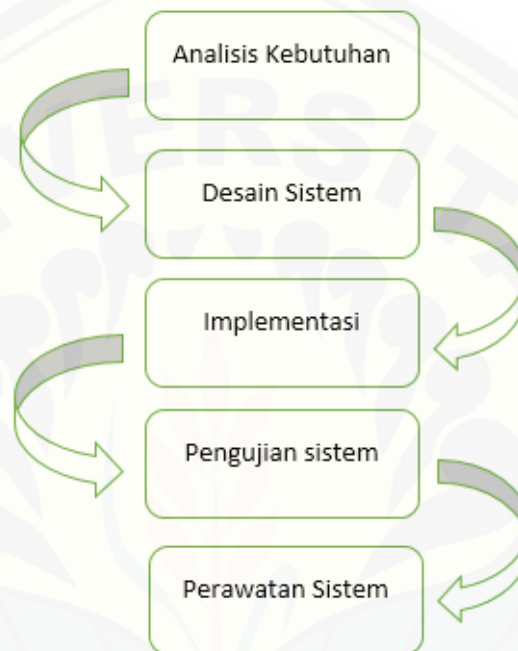 Analisis Kebutuhan
Desain Sistem
Implementasi
Pengujian sistem
Perawatan Sistem